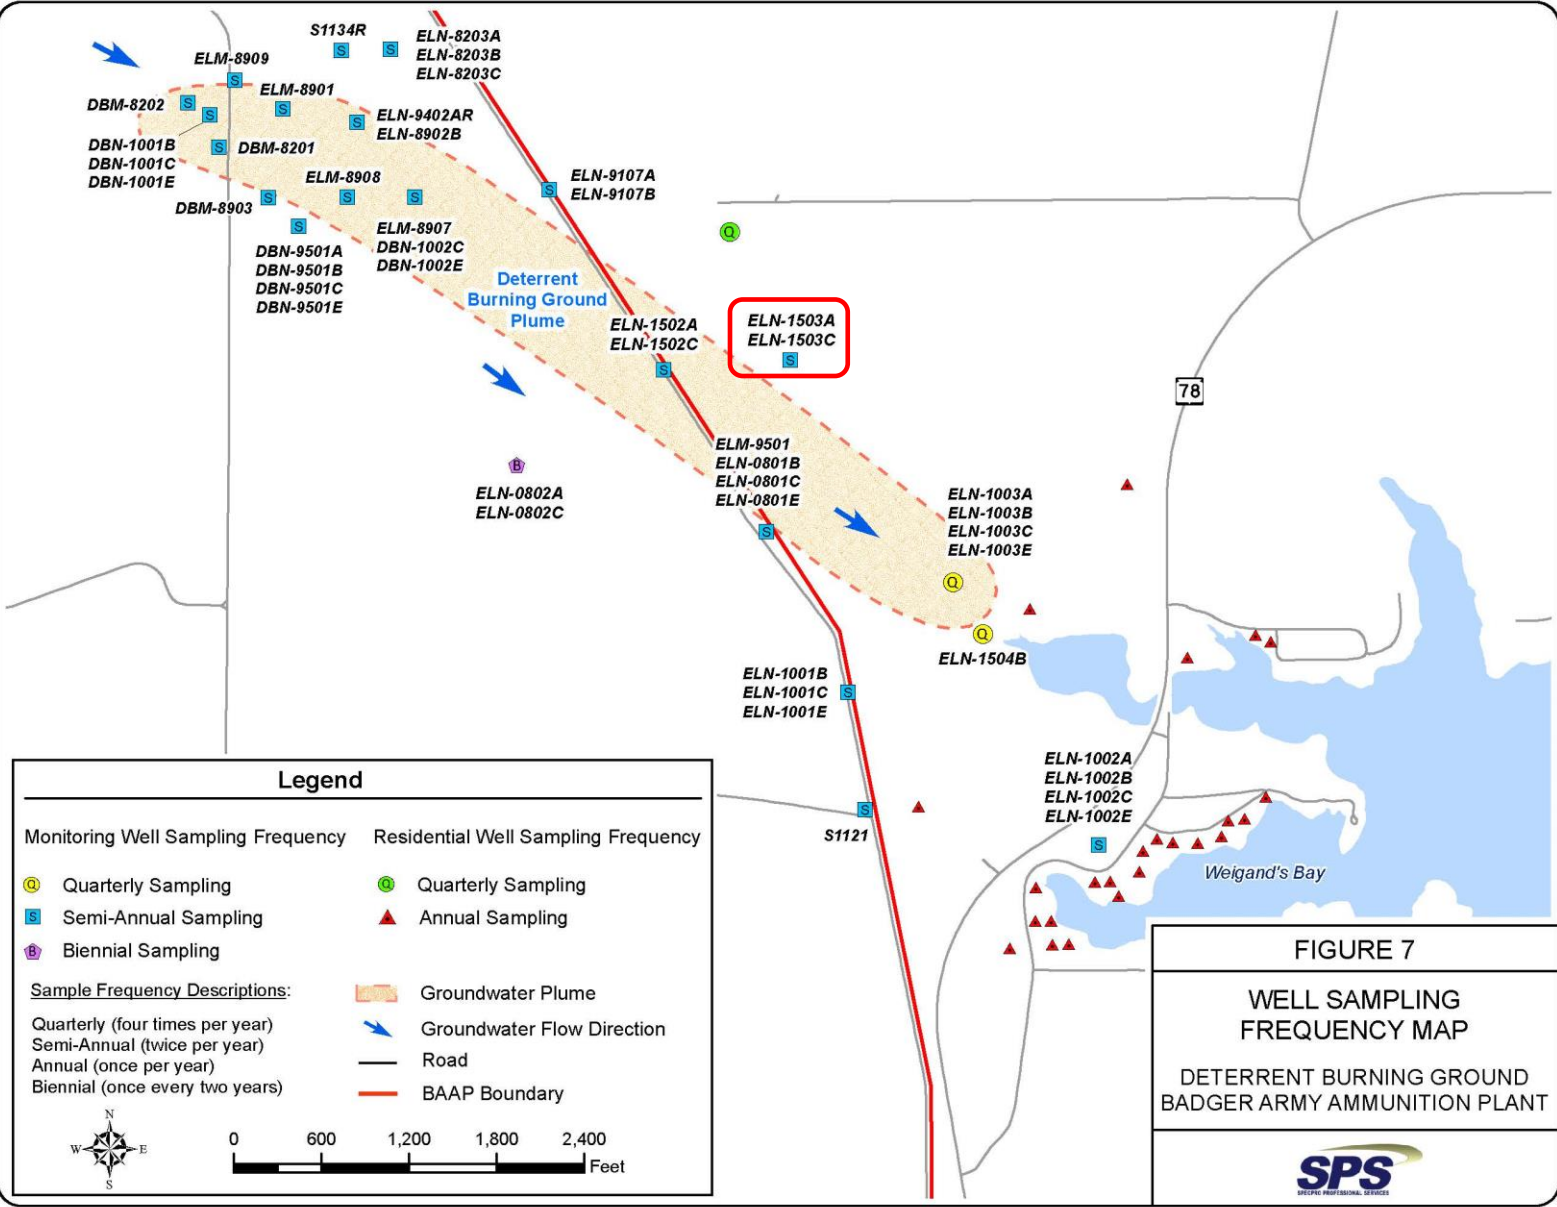 S1134R
ELN-8203A
ELN-8203B
ELN-8203C
ELM-8909
ELM-8901
DBM-8202
ELN-9402AR
ELN-8902B
DBN-1001B
DBN-1001C
DBN-1001E
DBM-8201
ELM-8908
ELN-9107A
ELN-9107B
DBM-8903
ELM-8907
DBN-1002C
DBN-1002E
DBN-9501A
DBN-9501B
DBN-9501C
DBN-9501E
Deterrent
Burning Ground
Plume
ELN-1502A
ELN-1502C
ELN-1503A
ELN-1503C
78
ELM-9501
ELN-0801B
ELN-0801C
ELN-0801E
ELN-0802A
ELN-0802C
ELN-1003A
ELN-1003B
ELN-1003C
ELN-1003E
ELN-1504B
ELN-1001B
ELN-1001C
ELN-1001E
S1121
ELN-1002A
ELN-1002B
ELN-1002C
ELN-1002E
Weigand's Bay
Legend
Monitoring Well Sampling Frequency
Q Quarterly Sampling
S Semi-Annual Sampling
B Biennial Sampling
Residential Well Sampling Frequency
Q Quarterly Sampling
Annual Sampling
Sample Frequency Descriptions:
Quarterly (four times per year)
Semi-Annual (twice per year)
Annual (once per year)
Biennial (once every two years)
Groundwater Plume
Groundwater Flow Direction
Road
BAAP Boundary
N
W E
S
0 600 1,200 1,800 2,400
Feet
FIGURE 7
WELL SAMPLING
FREQUENCY MAP
DETERRENT BURNING GROUND
BADGER ARMY AMMUNITION PLANT
SPS
SPECPRO PROFESSIONAL SERVICES